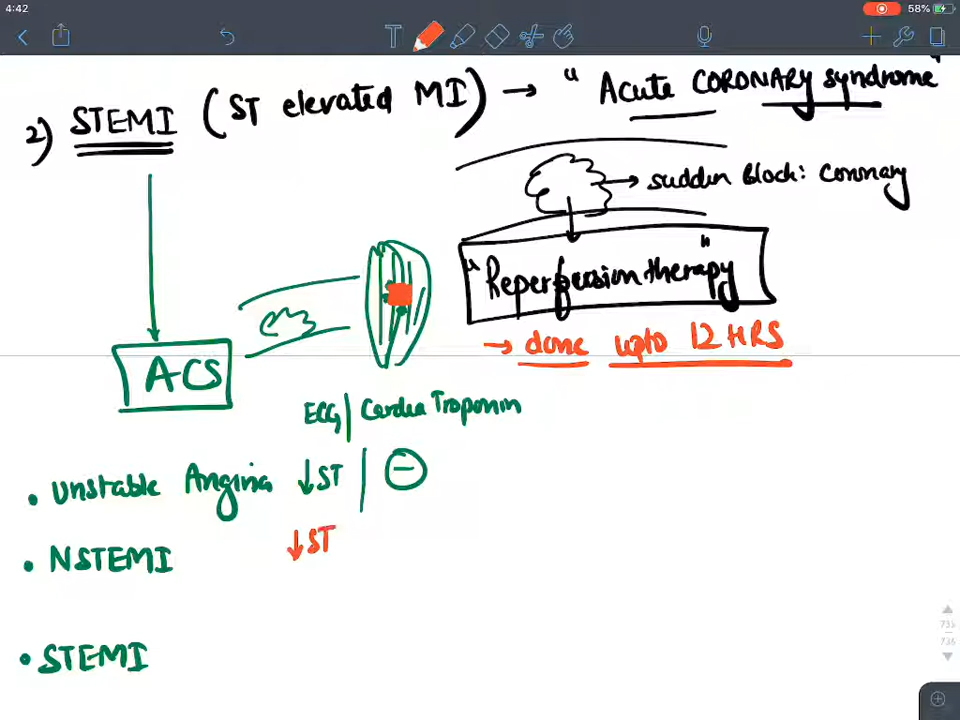 4:42
58%
T
2) STEMI (ST elevated MI) → "Acute CORONARY syndrome"
→ sudden block: coronary
"Reperfusion therapy"
→ done upto 12 HRS
ACS
ECG | Cardiac Troponin
• Unstable Angina ↓ST | ⊖
• NSTEMI ↓ST
• STEMI